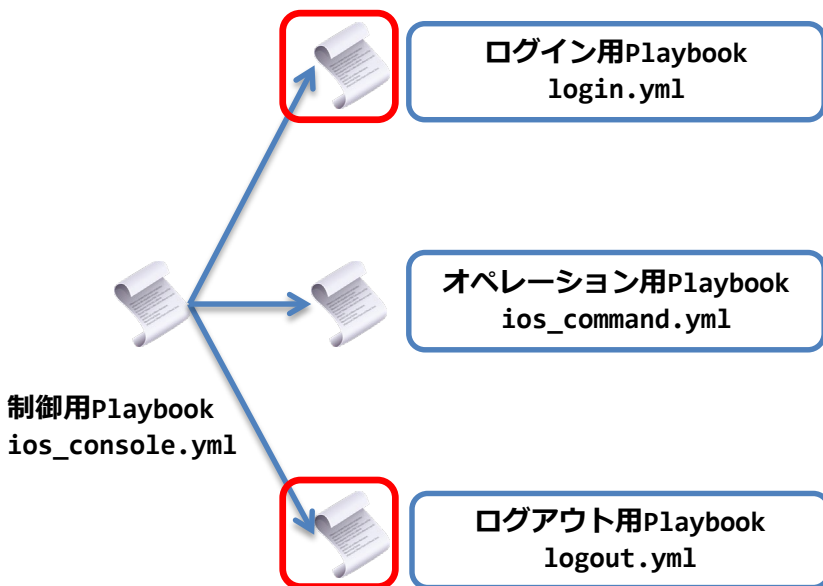 ログイン用Playbook
login.yml
オペレーション用Playbook
ios_command.yml
制御用Playbook
ios_console.yml
ログアウト用Playbook
logout.yml